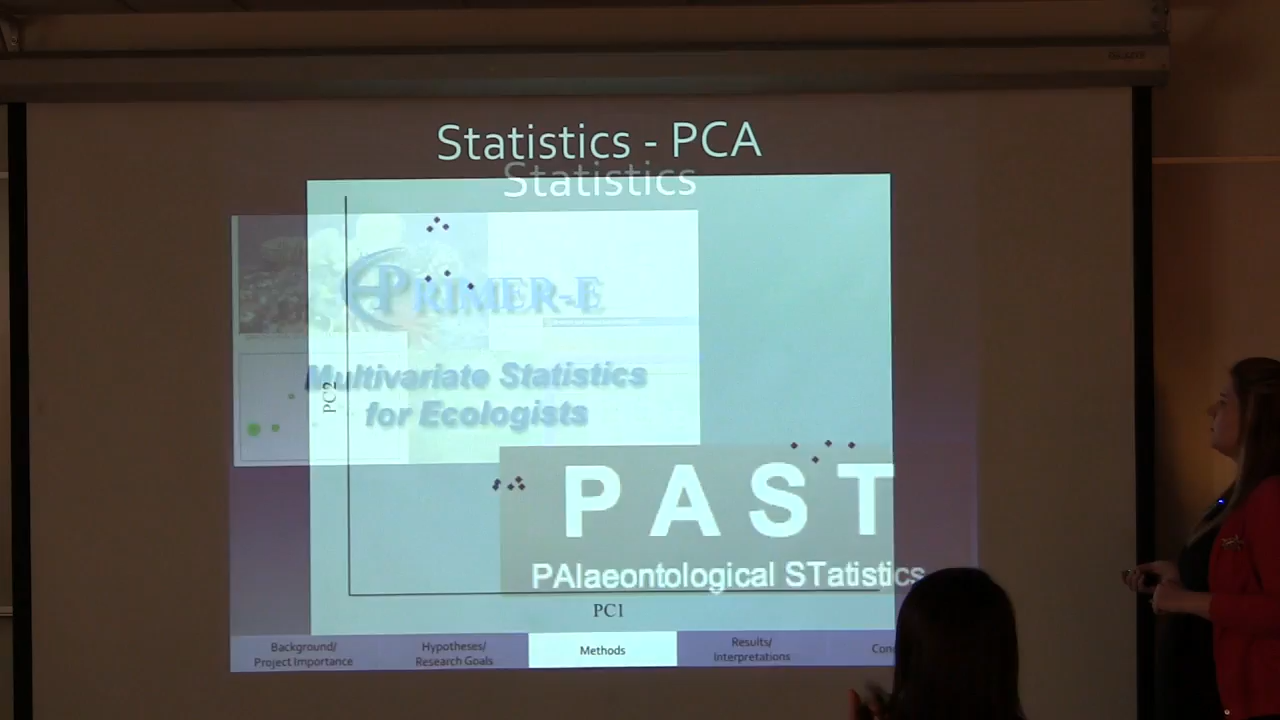 Statistics - PCA
Statistics
PRIMER-E
Multivariate Statistics
for Ecologists
PC2
PAST
PAlaeontological STatistics
PC1
Background/
Project Importance
Hypotheses/
Research Goals
Methods
Results/
Interpretations